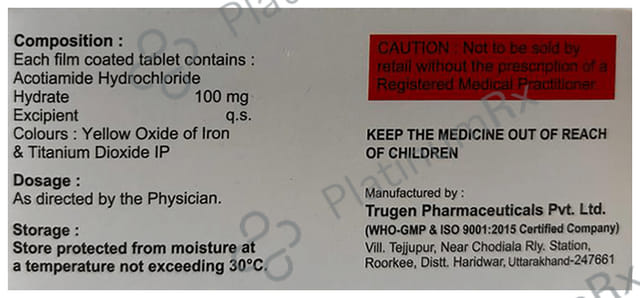 Composition :
Each film coated tablet contains :
Acotiamide Hydrochloride
Hydrate 100 mg
Excipient q.s.
Colours : Yellow Oxide of Iron
& Titanium Dioxide IP
Dosage :
As directed by the Physician.
Storage :
Store protected from moisture at
a temperature not exceeding 30°C.
CAUTION : Not to be sold by
retail without the prescription of a
Registered Medical Practitioner.
KEEP THE MEDICINE OUT OF REACH
OF CHILDREN
Manufactured by :
Trugen Pharmaceuticals Pvt. Ltd.
(WHO-GMP & ISO 9001:2015 Certified Company)
Vill. Tejjupur, Near Chodiala Rly. Station,
Roorkee, Distt. Haridwar, Uttarakhand-247661
PlatinumRx
PlatinumRx